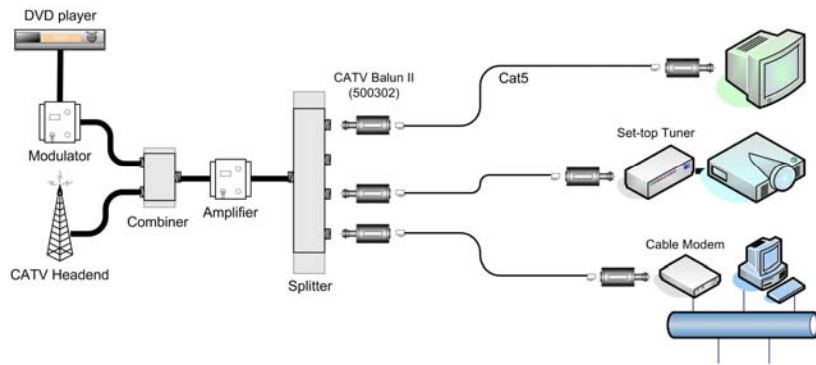 DVD player
CATV Balun II
(500302)
Cat5
Modulator
Set-top Tuner
Combiner
Amplifier
CATV Headend
Splitter
Cable Modem